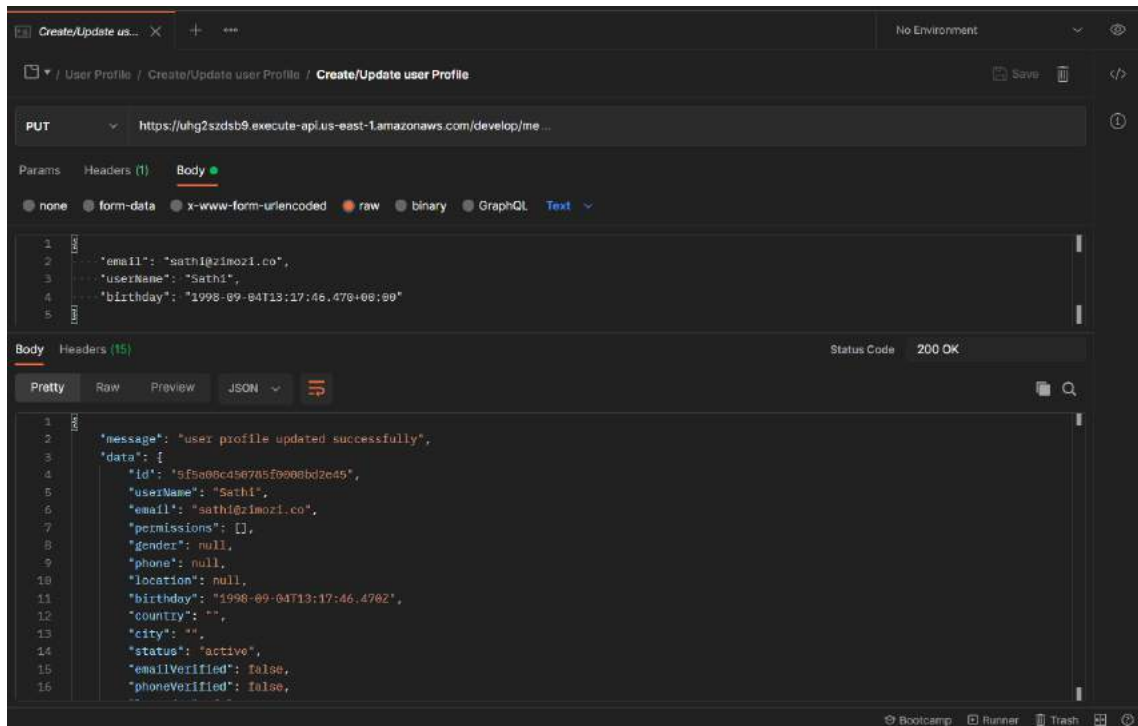 Create/Update us...
No Environment
/ User Profile / Create/Update user Profile / Create/Update user Profile
Save
PUT
https://uhg2szdsb9.execute-api.us-east-1.amazonaws.com/develop/me...
Params Headers (1) Body
none form-data x-www-form-urlencoded raw binary GraphQL Text
1 {
2 "email": "sathi@zimozi.co",
3 "userName": "Sathi",
4 "birthday": "1998-09-04T13:17:46.470+00:00"
5 }
Body Headers (15)
Status Code 200 OK
Pretty Raw Preview JSON
1 {
2 "message": "user profile updated successfully",
3 "data": {
4 "id": "5f5a08c450785f0008bd2e45",
5 "userName": "Sathi",
6 "email": "sathi@zimozi.co",
7 "permissions": [],
8 "gender": null,
9 "phone": null,
10 "location": null,
11 "birthday": "1998-09-04T13:17:46.470Z",
12 "country": "",
13 "city": "",
14 "status": "active",
15 "emailVerified": false,
16 "phoneVerified": false,
Bootcamp Runner Trash